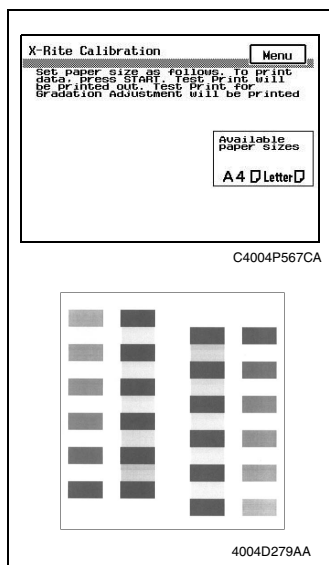 X-Rite Calibration
Menu
Set paper size as follows. To print
data, press START. Test Print will
be printed out. Test Print for
Gradation Adjustment will be printed
Available
paper sizes
A4 Letter
C4004P567CA
4004D279AA